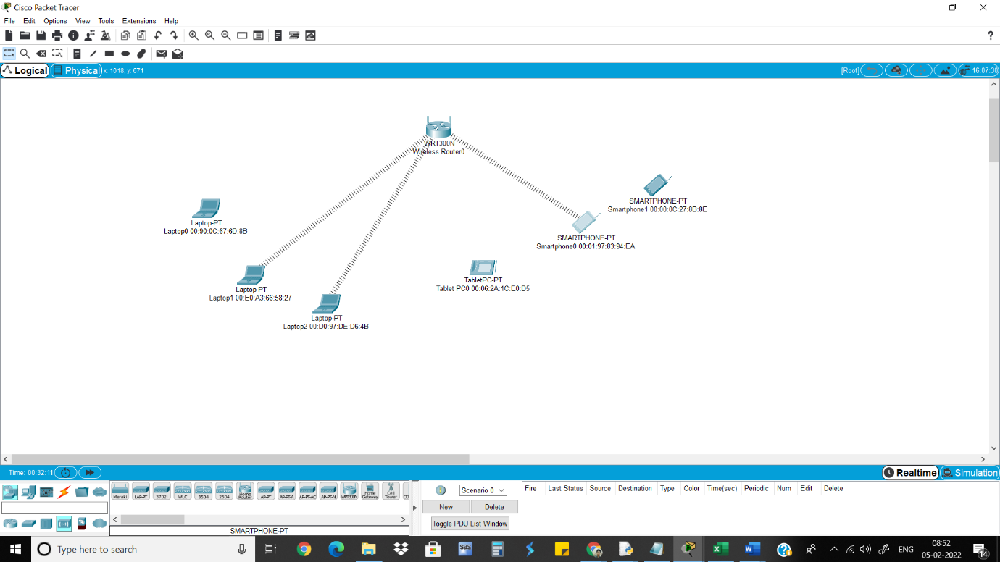 Cisco Packet Tracer
File Edit Options View Tools Extensions Help
?
Logical Physical x: 1018, y: 671 [Root] 16:07:30
WRT300N
Wireless Router0
SMARTPHONE-PT
Smartphone1 00:00:0C:27:8B:8E
Laptop-PT
Laptop0 00:90:0C:67:6D:8B
SMARTPHONE-PT
Smartphone0 00:01:97:83:94:EA
TabletPC-PT
Tablet PC0 00:06:2A:1C:E0:D5
Laptop-PT
Laptop1 00:E0:A3:66:58:27
Laptop-PT
Laptop2 00:D0:97:DE:D6:4B
Time: 00:32:11 Realtime Simulation
Meraki LAP-PT 3702i WLC 3504 2504 Home Router AP-PT AP-PT-A AP-PT-AC AP-PT-N WRT300N Home Gateway Cell Tower CO
Scenario 0
New Delete
Toggle PDU List Window
Fire Last Status Source Destination Type Color Time(sec) Periodic Num Edit Delete
SMARTPHONE-PT
Type here to search
sas
ENG
08:52
05-02-2022
14